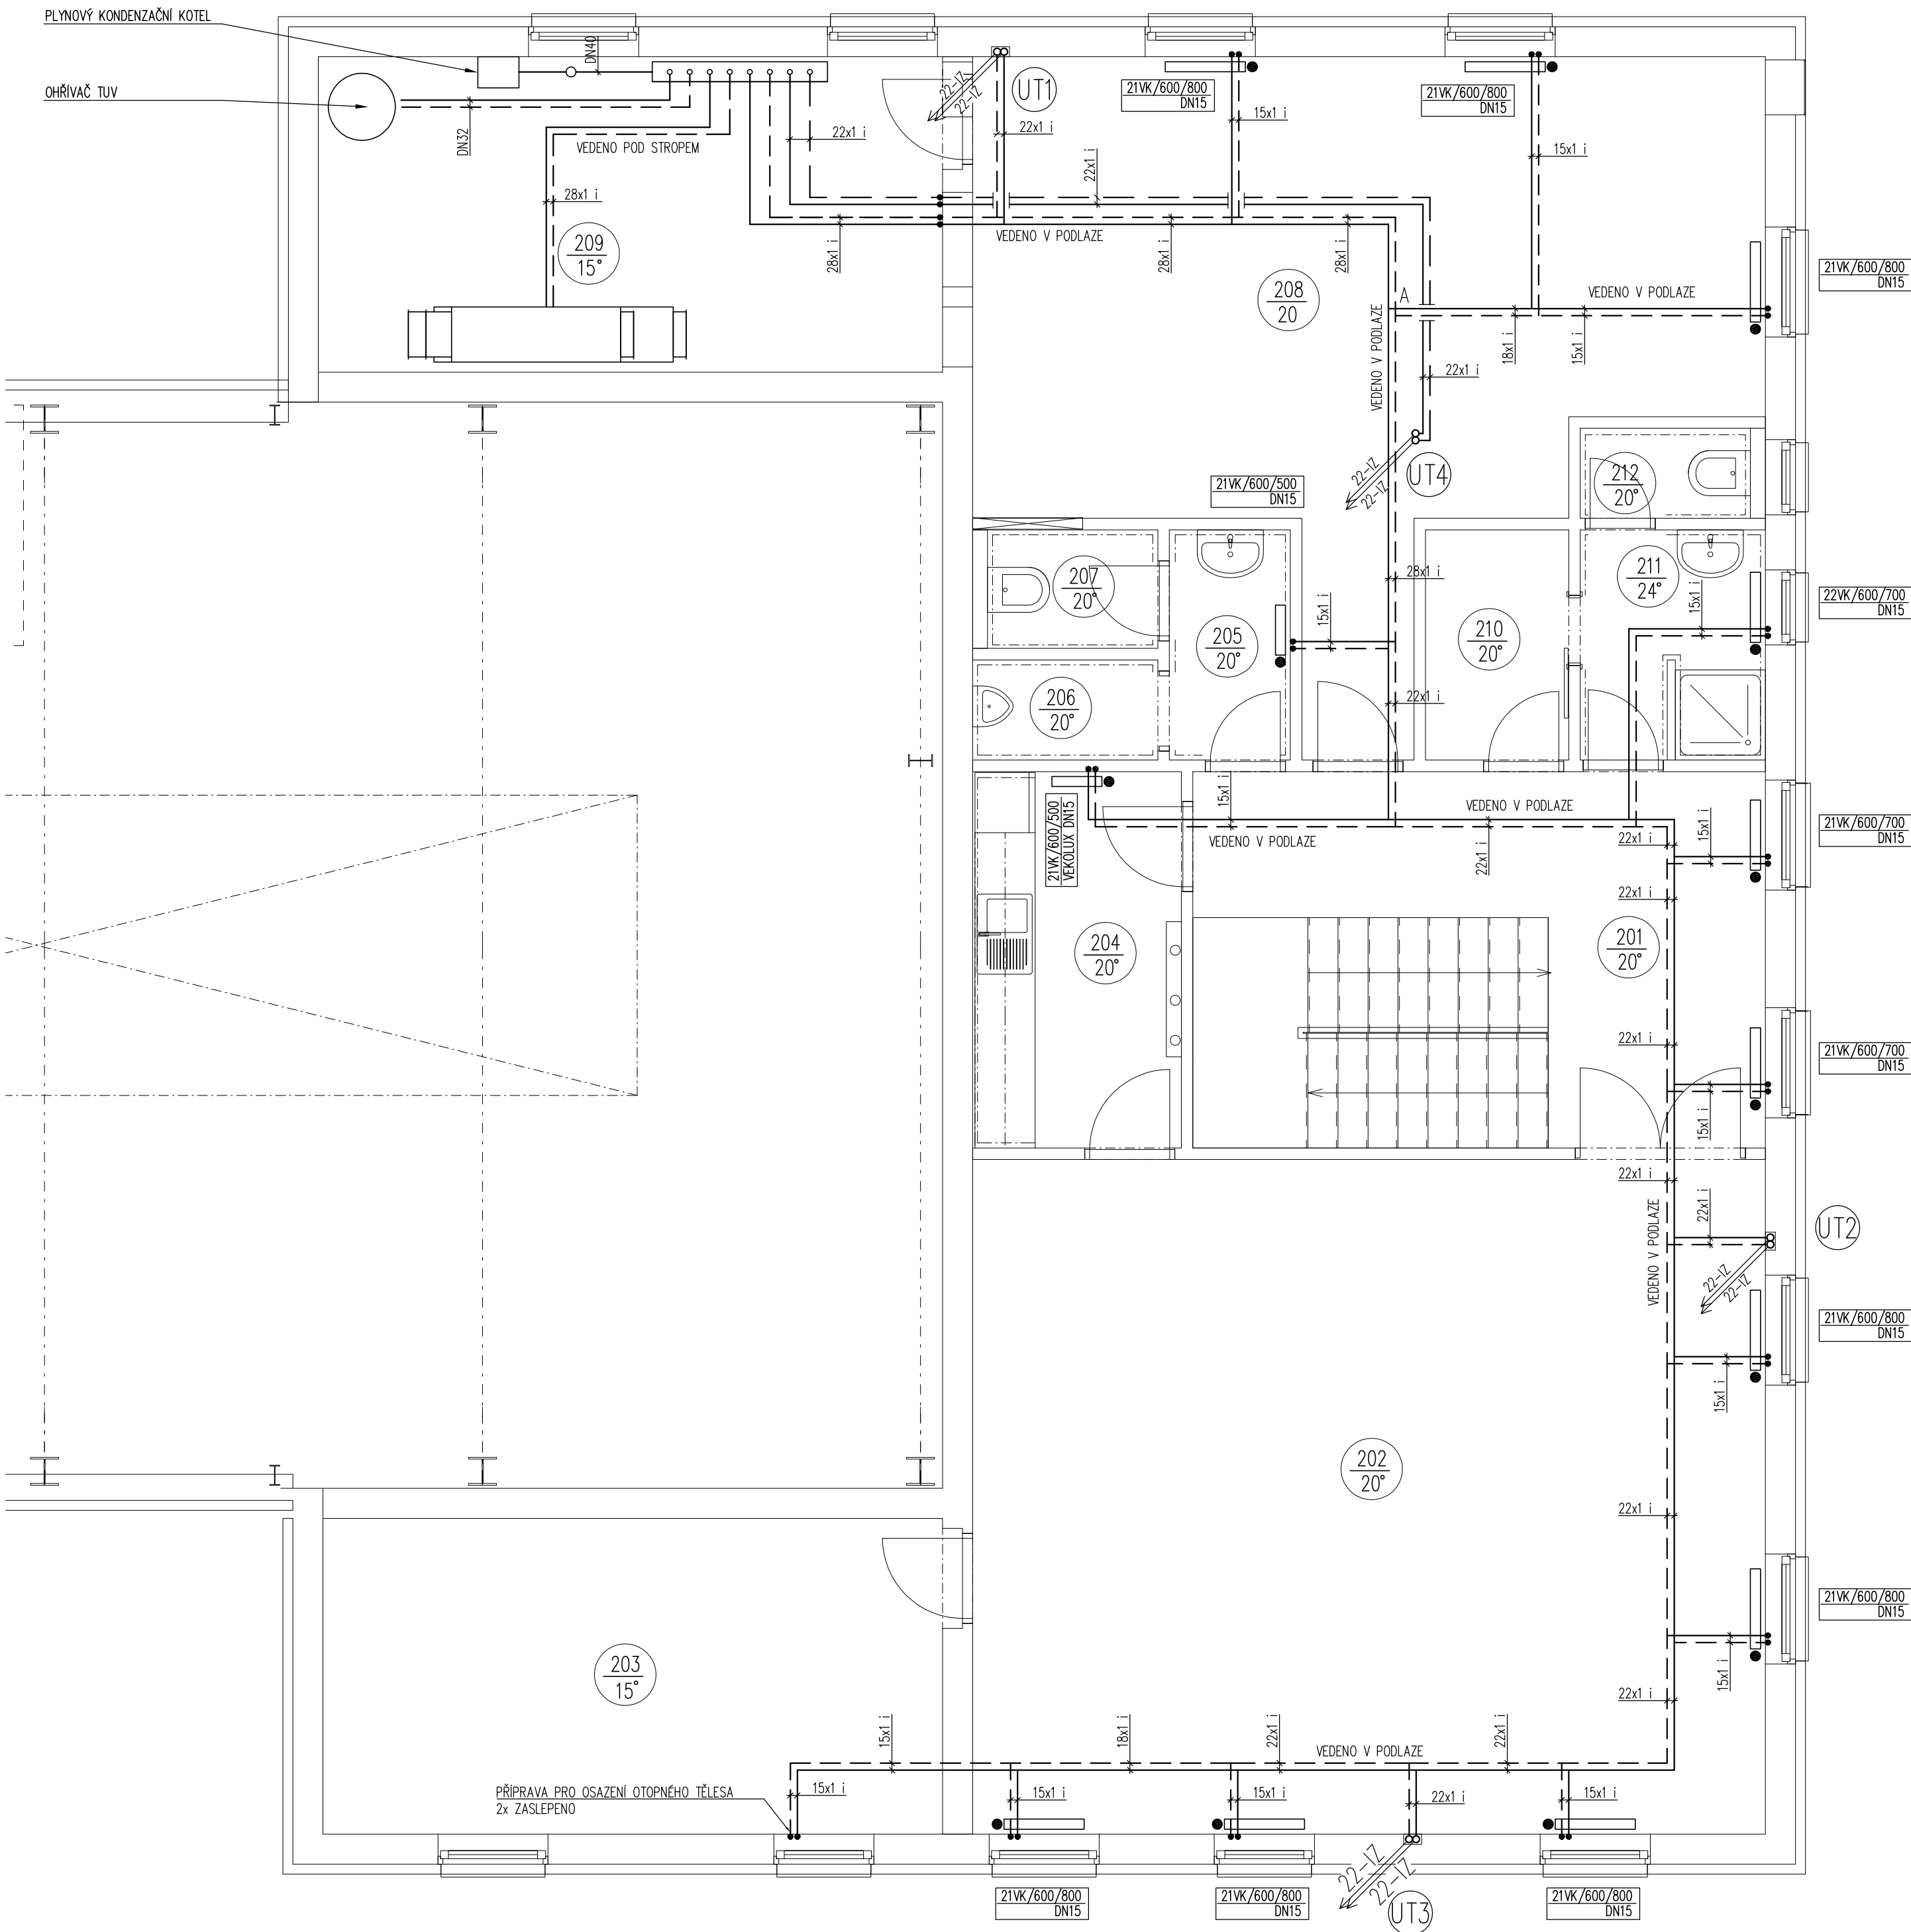 PLYNOVÝ KONDENZAČNÍ KOTEL
DN40
OHŘÍVAČ TUV
DN32
VEDENO POD STROPEM
22x1 i
28x1 i
209
15°
28x1 i
22-IZ
22-IZ
UT1
22x1 i
21VK/600/800
DN15
15x1 i
22x1 i
21VK/600/800
DN15
15x1 i
VEDENO V PODLAZE
28x1 i
28x1 i
208
20
A
VEDENO V PODLAZE
VEDENO V PODLAZE
18x1 i
15x1 i
22x1 i
21VK/600/800
DN15
22-IZ
22-IZ
UT4
21VK/600/500
DN15
212
20°
207
20°
205
20°
206
20°
15x1 i
28x1 i
22x1 i
210
20°
211
24°
15x1 i
22VK/600/700
DN15
21VK/600/500
VEKOLUX DN15
15x1 i
VEDENO V PODLAZE
VEDENO V PODLAZE
22x1 i
22x1 i
15x1 i
21VK/600/700
DN15
22x1 i
204
20°
201
20°
22x1 i
21VK/600/700
DN15
15x1 i
22x1 i
22x1 i
VEDENO V PODLAZE
UT2
22-IZ
22-IZ
21VK/600/800
DN15
15x1 i
202
20°
22x1 i
21VK/600/800
DN15
15x1 i
22x1 i
203
15°
15x1 i
18x1 i
22x1 i
VEDENO V PODLAZE
22x1 i
PŘÍPRAVA PRO OSAZENÍ OTOPNÉHO TĚLESA
2x ZASLEPENO
15x1 i
15x1 i
15x1 i
22x1 i
15x1 i
22-IZ
22-IZ
UT3
21VK/600/800
DN15
21VK/600/800
DN15
21VK/600/800
DN15